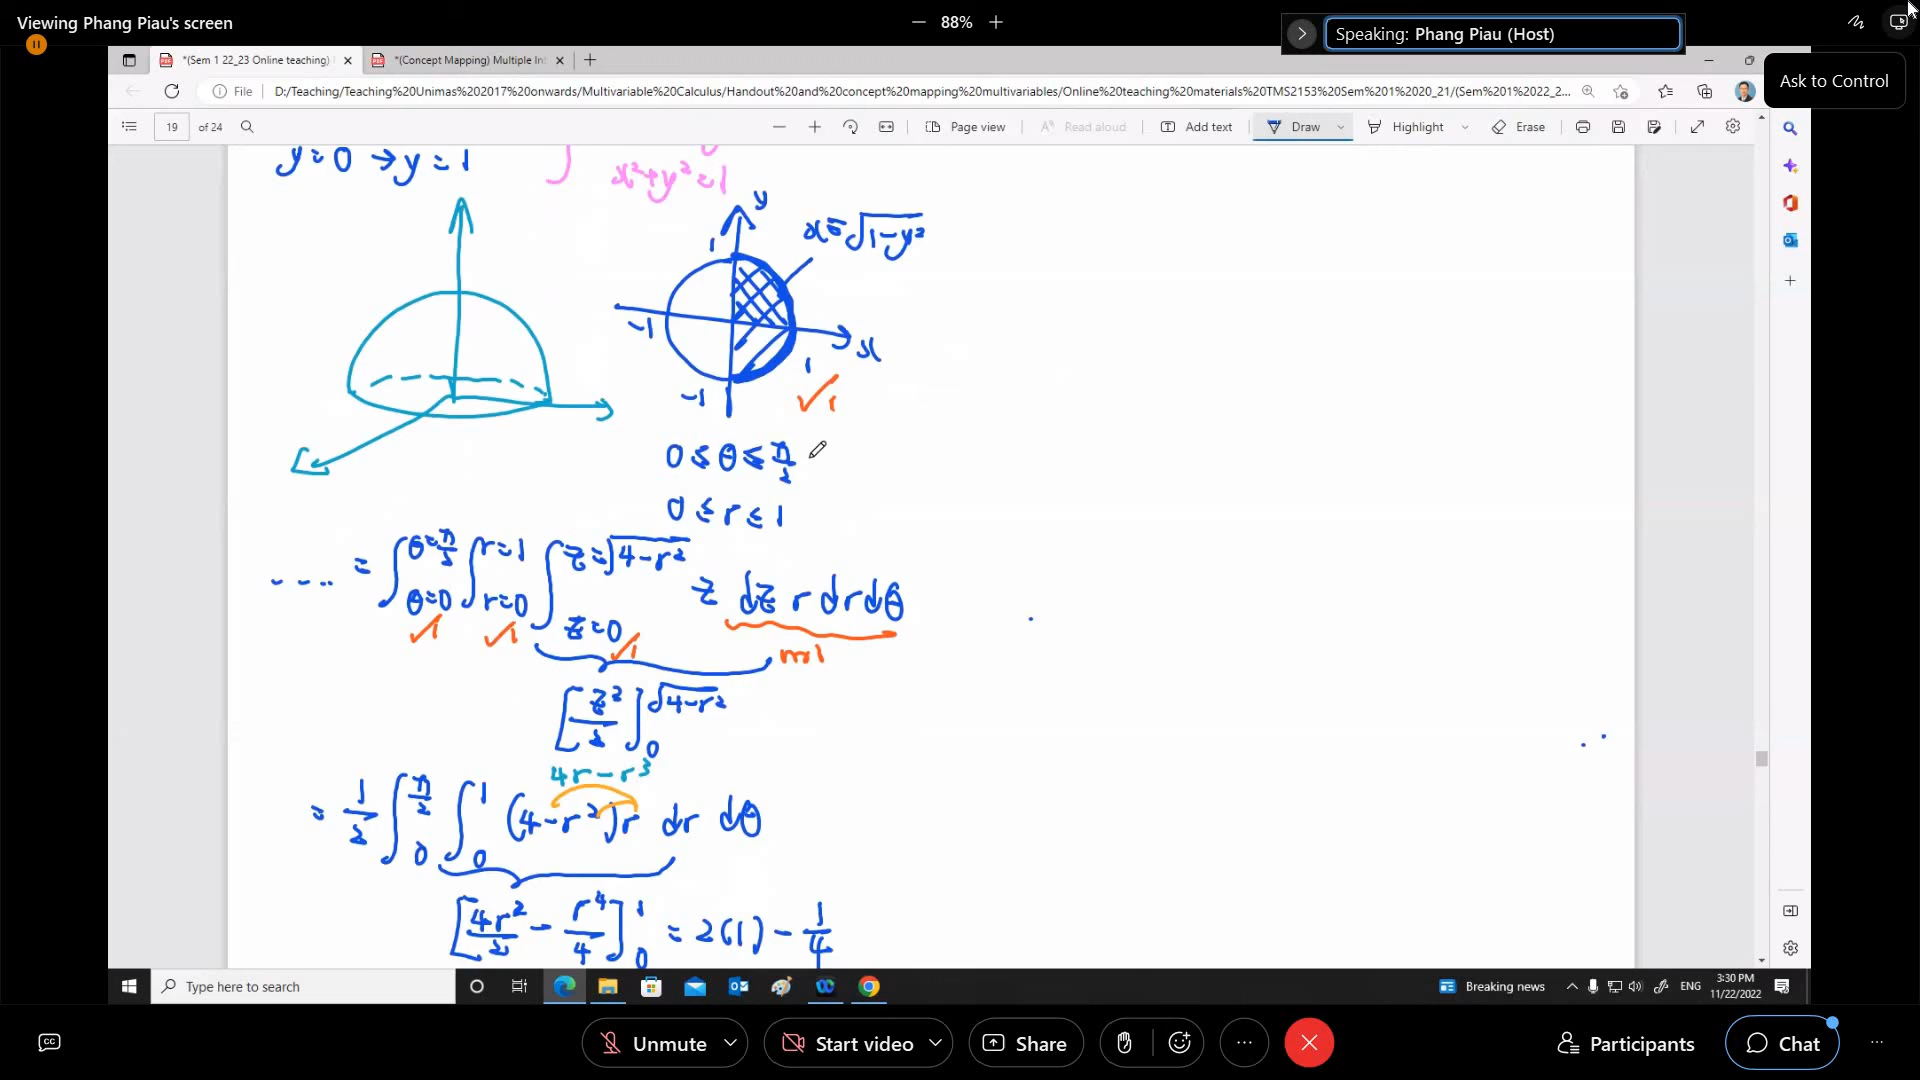 Viewing Phang Piau's screen
88%
Speaking: Phang Piau (Host)
Ask to Control
*(Sem 1 22_23 Online teaching)
*(Concept Mapping) Multiple In
File
D:/Teaching/Teaching%20Unimas%202017%20onwards/Multivariable%20Calculus/Handout%20and%20concept%20mapping%20multivariables/Online%20teaching%20materials%20TMS2153%20Sem%201%2020_21/(Sem%201%2022_2...
19 of 24
Page view
Read aloud
Add text
Draw
Highlight
Erase
y=0 → y=1
x²+y²=1
y
x=√1-y²
1
-1
x
1
-1
✓1
0 ≤ θ ≤ π/2
0 ≤ r ≤ 1
.... = ∫θ=0^θ=π/2 ∫r=0^r=1 ∫z=0^z=√4-r² z dz r dr dθ
✓1 ✓1 ✓1 m1
[z²/2]0^√4-r²
4r-r³
= 1/2 ∫0^π/2 ∫0^1 (4-r²)r dr dθ
[4r²/2 - r⁴/4]0^1 = 2(1) - 1/4
Type here to search
Breaking news
ENG
3:30 PM
11/22/2022
Unmute
Start video
Share
Participants
Chat